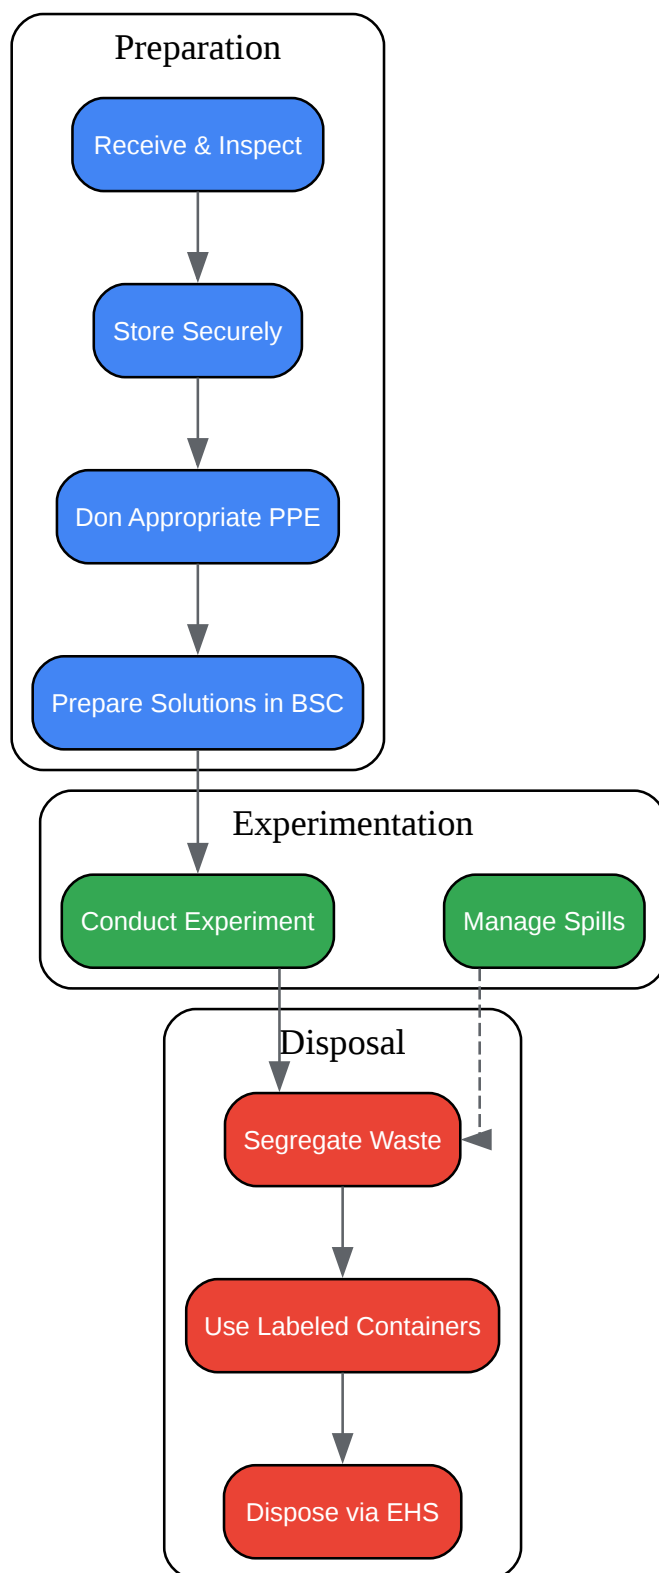 Preparation
Receive & Inspect
Store Securely
Don Appropriate PPE
Prepare Solutions in BSC
Experimentation
Conduct Experiment
Manage Spills
Disposal
Segregate Waste
Use Labeled Containers
Dispose via EHS